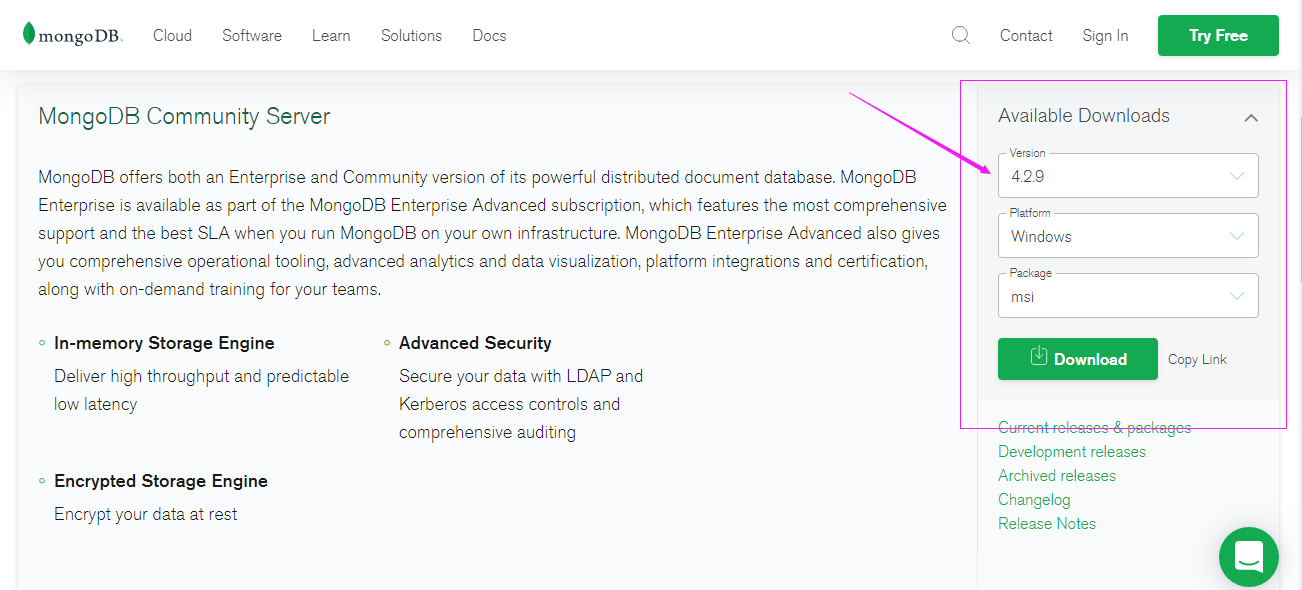 mongoDB.
Cloud
Software
Learn
Solutions
Docs
Contact
Sign In
Try Free
MongoDB Community Server
MongoDB offers both an Enterprise and Community version of its powerful distributed document database. MongoDB
Enterprise is available as part of the MongoDB Enterprise Advanced subscription, which features the most comprehensive
support and the best SLA when you run MongoDB on your own infrastructure. MongoDB Enterprise Advanced also gives
you comprehensive operational tooling, advanced analytics and data visualization, platform integrations and certification,
along with on-demand training for your teams.
In-memory Storage Engine
Deliver high throughput and predictable
low latency
Advanced Security
Secure your data with LDAP and
Kerberos access controls and
comprehensive auditing
Encrypted Storage Engine
Encrypt your data at rest
Available Downloads
Version
4.2.9
Platform
Windows
Package
msi
Download
Copy Link
Current releases & packages
Development releases
Archived releases
Changelog
Release Notes